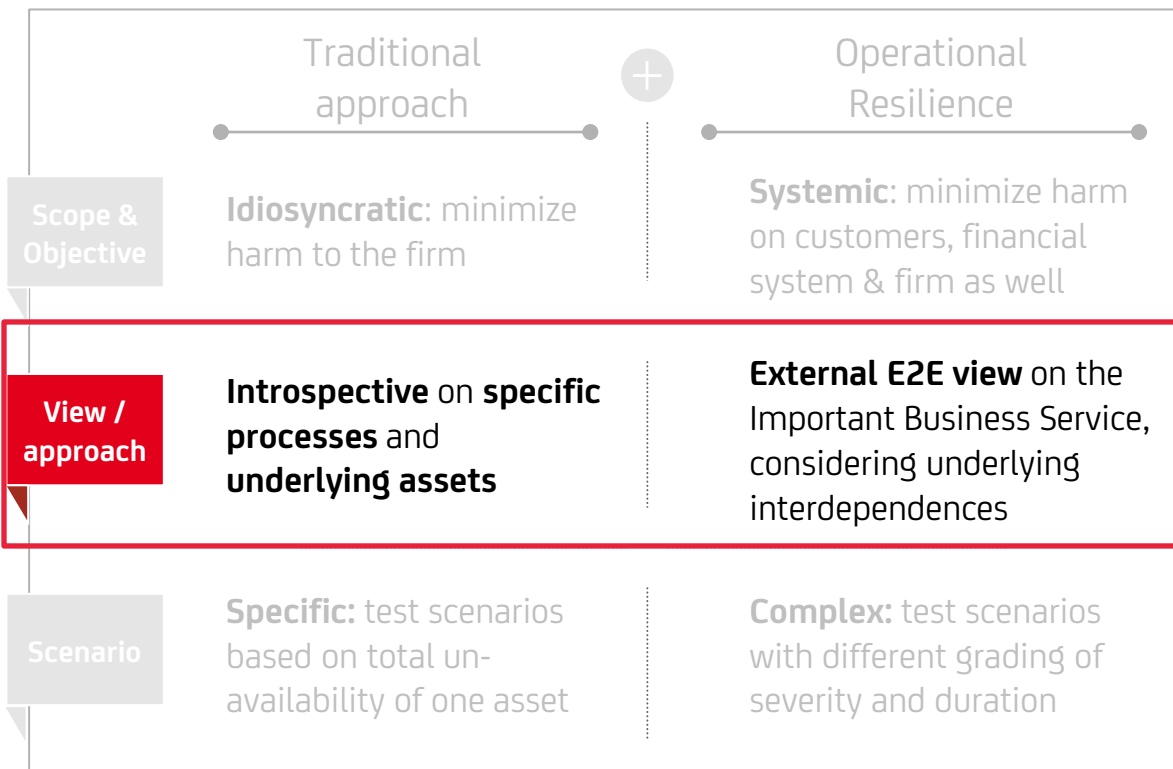 Traditional
approach
+
Operational
Resilience
Scope &
Objective
Idiosyncratic: minimize
harm to the firm
Systemic: minimize harm
on customers, financial
system & firm as well
View /
approach
Introspective on specific
processes and
underlying assets
External E2E view on the
Important Business Service,
considering underlying
interdependences
Scenario
Specific: test scenarios
based on total un-
availability of one asset
Complex: test scenarios
with different grading of
severity and duration